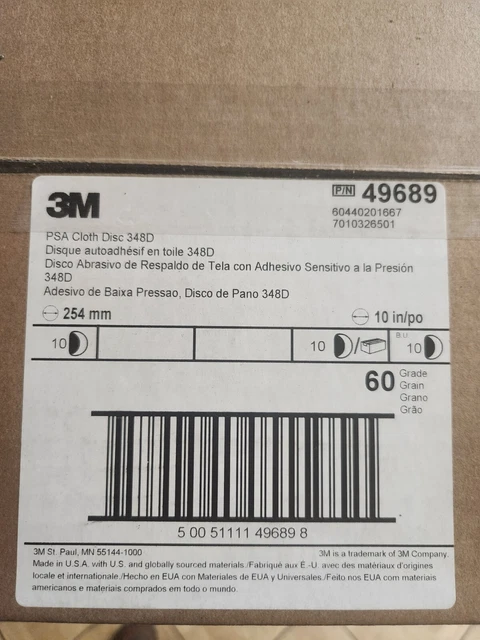 3M
P/N 49689
60440201667
7010326501
PSA Cloth Disc 348D
Disque autoadhésif en toile 348D
Disco Abrasivo de Respaldo de Tela con Adhesivo Sensitivo a la Presión
348D
Adesivo de Baixa Pressao, Disco de Pano 348D
254 mm
10 in/po
10
10 /
B.U. 10
60 Grade
Grain
Grano
Grão
5 00 51111 49689 8
3M St. Paul, MN 55144-1000
3M is a trademark of 3M Company.
Made in U.S.A. with U.S. and globally sourced materials./Fabriqué aux É.-U. avec des matériaux d'origines
locale et internationale./Hecho en EUA con Materiales de EUA y Universales./Feito nos EUA com materiais
americanos e materiais comprados em todo o mundo.